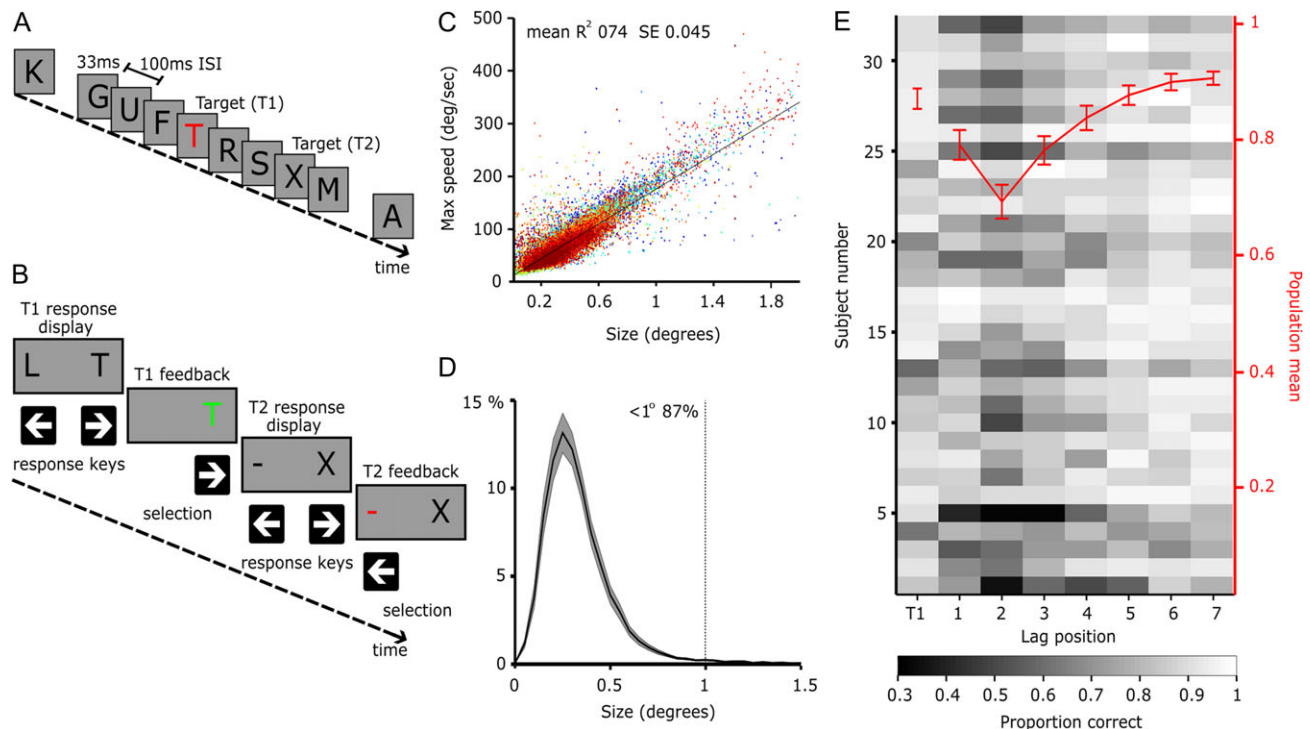 A
K
33ms
100ms ISI
G
U
F
Target (T1)
T
R
S
Target (T2)
X
M
A
time
B
T1 response
display
L T
T1 feedback
T
response keys
T2 response
display
- X
selection
T2 feedback
- X
response keys
selection
time
C
mean R² 074 SE 0.045
Max speed (deg/sec)
500
400
300
200
100
0
0.2 0.6 1 1.4 1.8
Size (degrees)
D
15 %
<1° 87%
10
5
0
0 0.5 1 1.5
Size (degrees)
E
Subject number
30
25
20
15
10
5
T1 1 2 3 4 5 6 7
Lag position
1
0.8
0.6
0.4
0.2
Population mean
0.3 0.4 0.5 0.6 0.7 0.8 0.9 1
Proportion correct